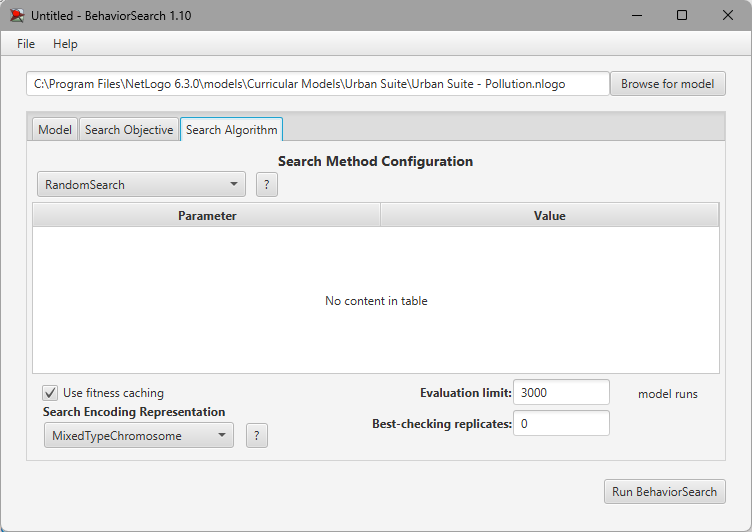 Untitled - BehaviorSearch 1.10
File Help
C:\Program Files\NetLogo 6.3.0\models\Curricular Models\Urban Suite\Urban Suite - Pollution.nlogo Browse for model
Model Search Objective Search Algorithm
Search Method Configuration
RandomSearch ?
Parameter Value
No content in table
Use fitness caching Evaluation limit: 3000 model runs
Search Encoding Representation
Best-checking replicates: 0
MixedTypeChromosome ?
Run BehaviorSearch